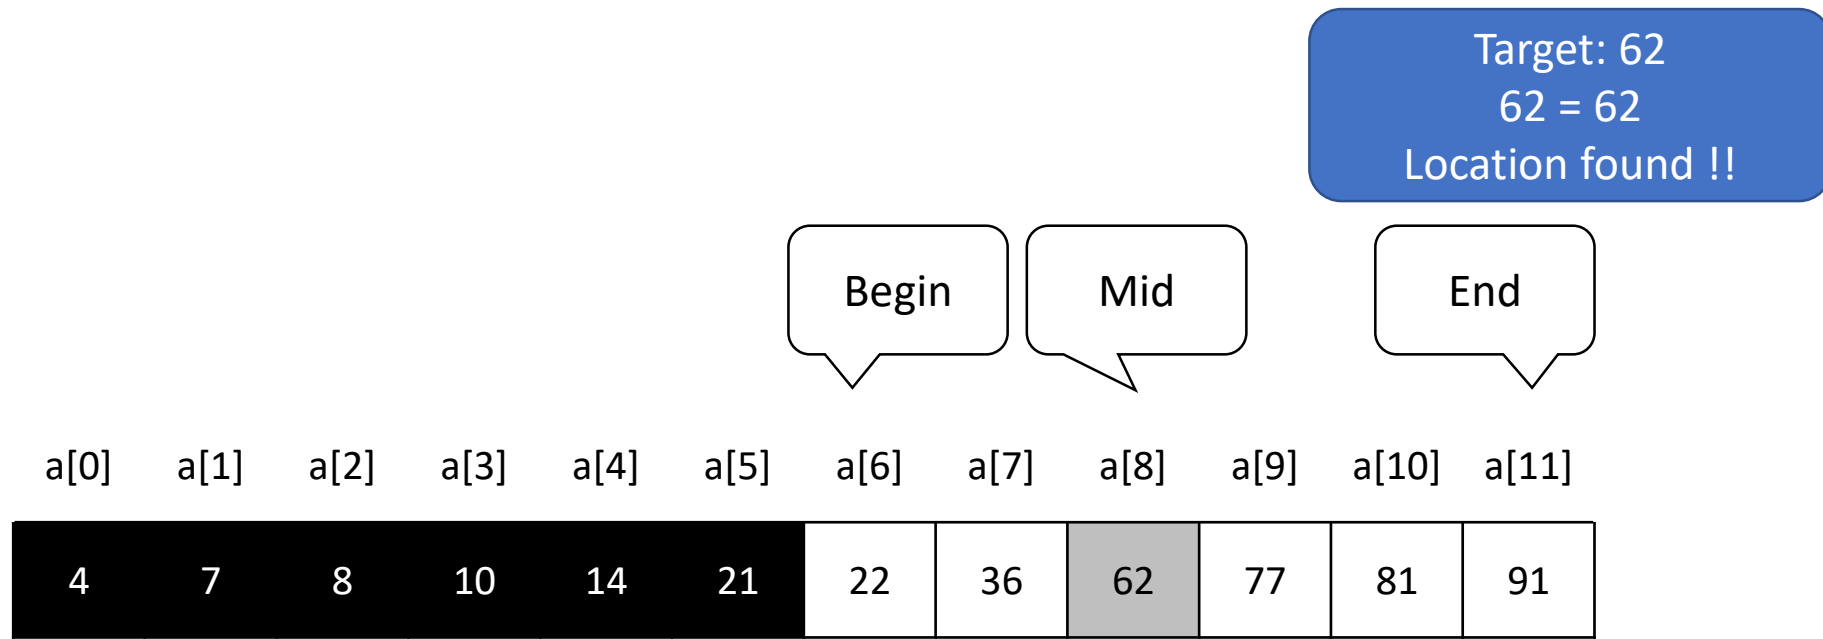 Target: 62
62 = 62
Location found !!
Begin Mid End
a[0] a[1] a[2] a[3] a[4] a[5] a[6] a[7] a[8] a[9] a[10] a[11]
4 7 8 10 14 21 22 36 62 77 81 91